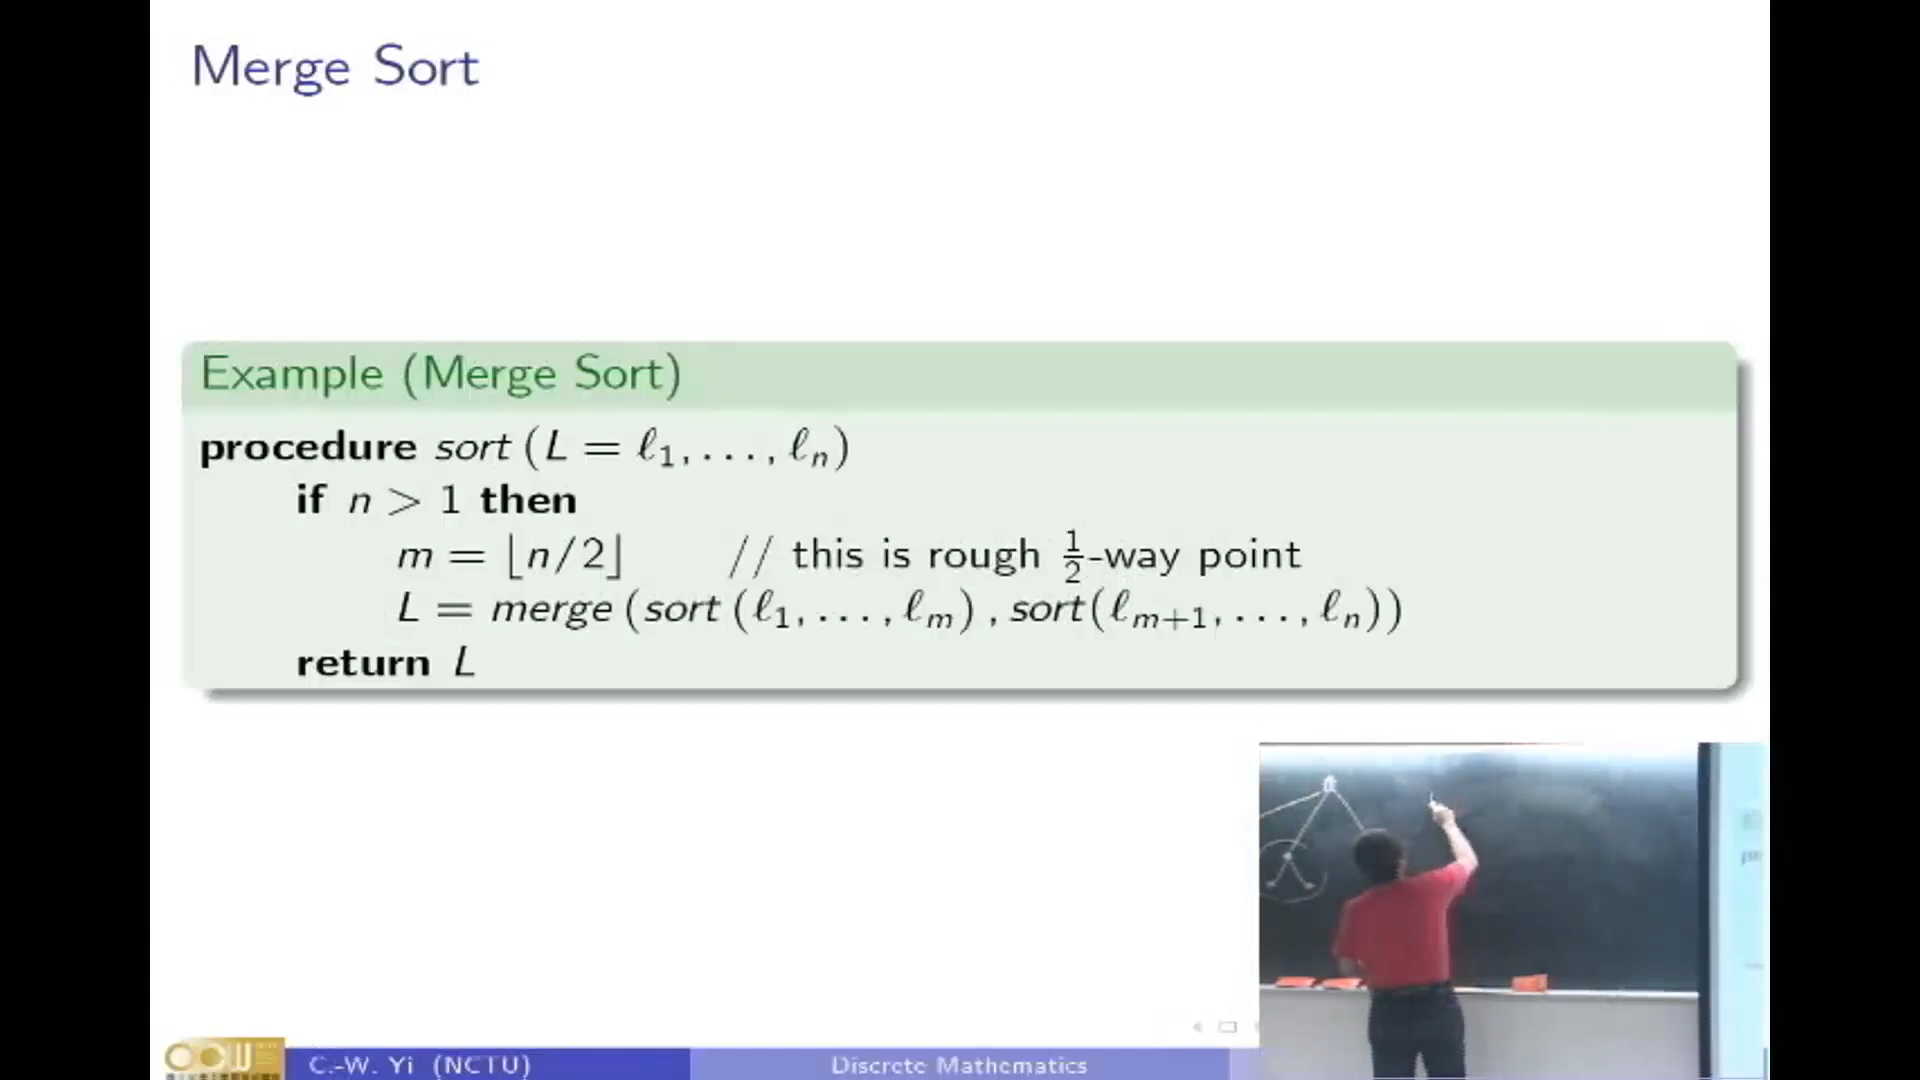 Merge Sort
Example (Merge Sort)
procedure sort (L = ℓ₁, . . . , ℓₙ)
if n > 1 then
m = ⌊n/2⌋ // this is rough ½-way point
L = merge (sort (ℓ₁, . . . , ℓₘ) , sort(ℓₘ₊₁, . . . , ℓₙ))
return L
OCW
C.-W. Yi (NCTU)
Discrete Mathematics